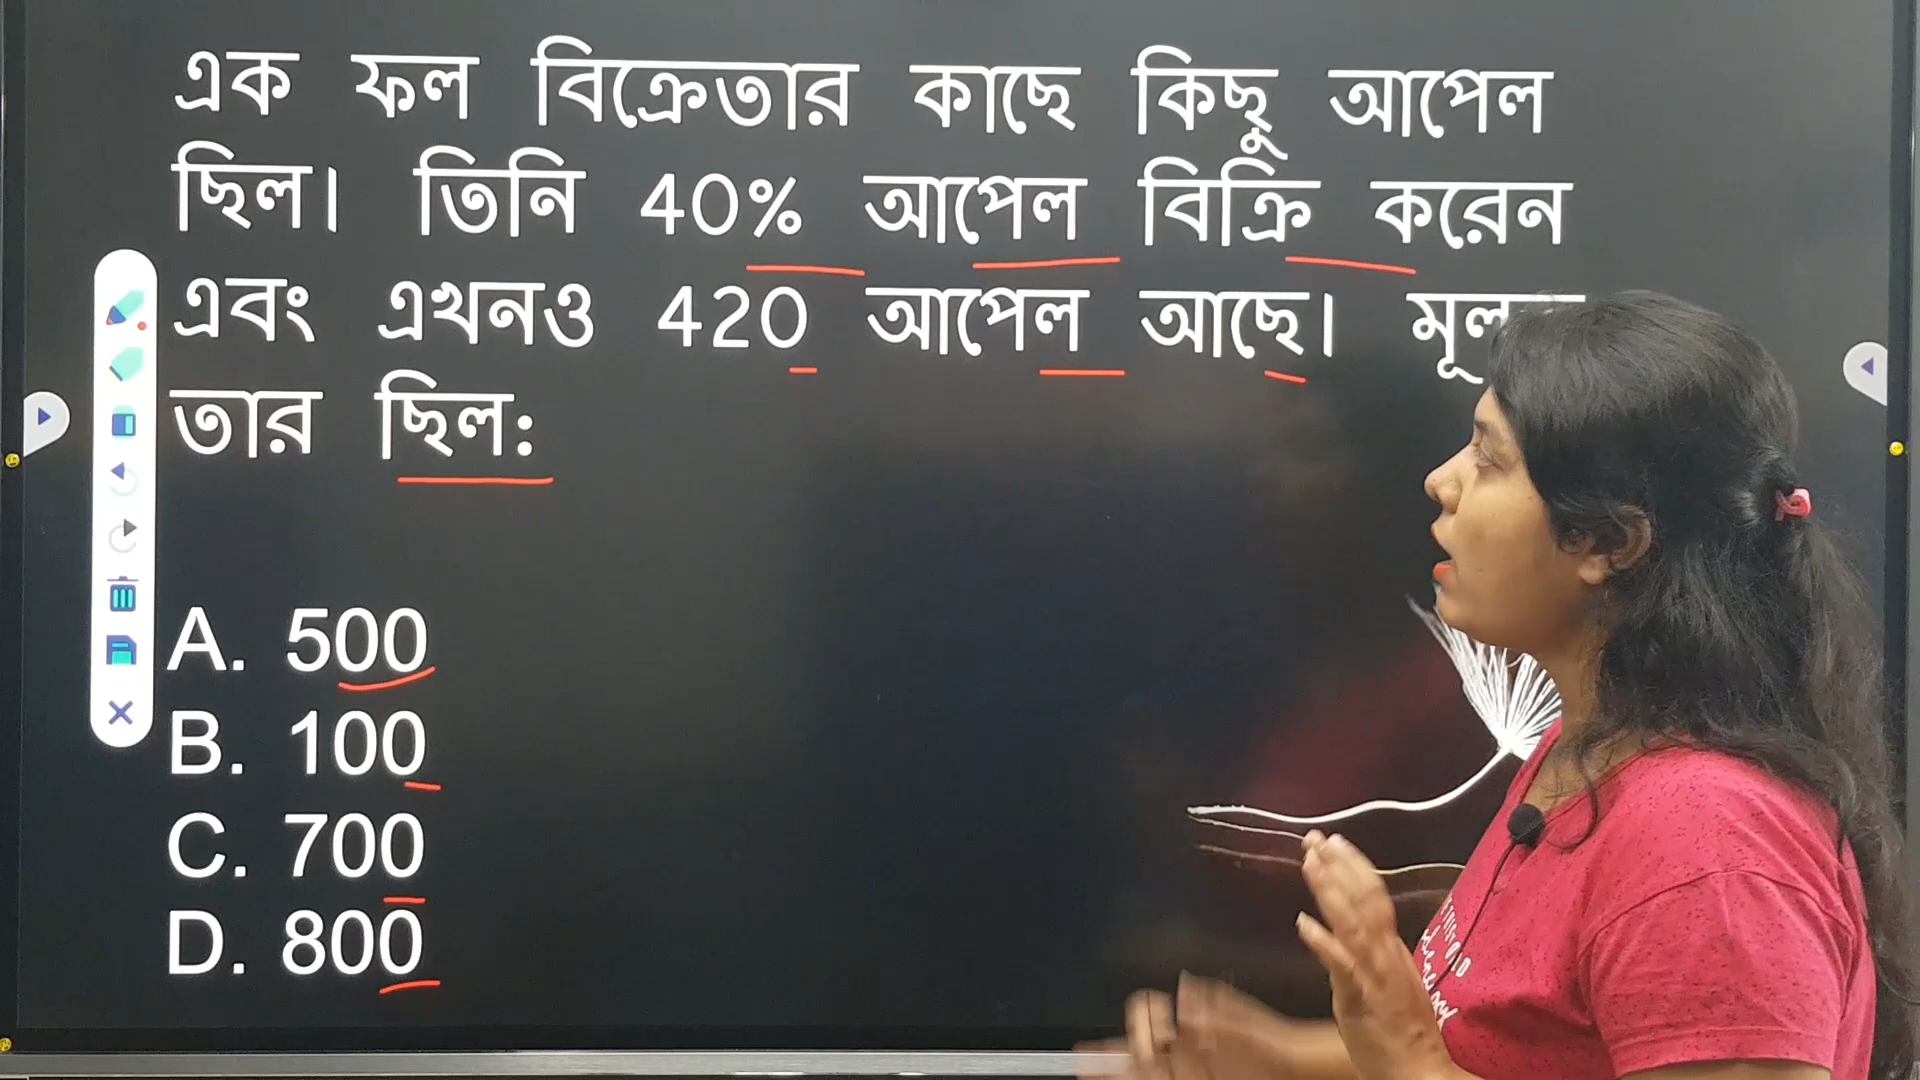 এক ফল বিক্রেতার কাছে কিছু আপেল
ছিল। তিনি 40% আপেল বিক্রি করেন
এবং এখনও 420 আপেল আছে।
তার ছিল:
A. 500
B. 100
C. 700
D. 800